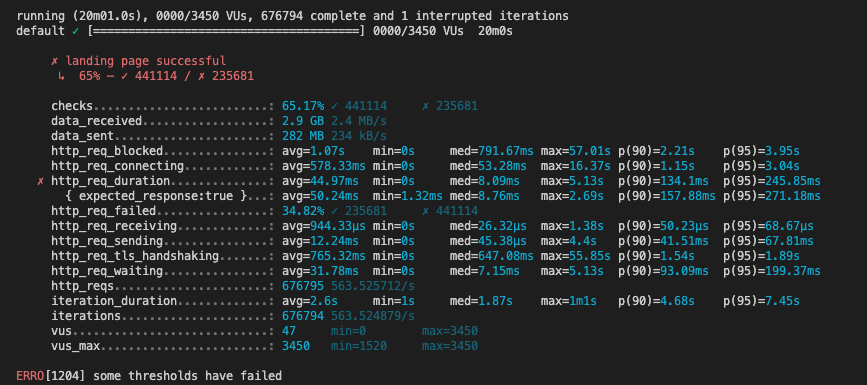 running (20m01.0s), 0000/3450 VUs, 676794 complete and 1 interrupted iterations
default ✓ [======================================] 0000/3450 VUs  20m0s
✗ landing page successful
↳  65% — ✓ 441114 / ✗ 235681
checks.........................: 65.17% ✓ 441114     ✗ 235681
data_received..................: 2.9 GB 2.4 MB/s
data_sent......................: 282 MB 234 kB/s
http_req_blocked...............: avg=1.07s    min=0s     med=791.67ms max=57.01s p(90)=2.21s    p(95)=3.95s
http_req_connecting............: avg=578.33ms min=0s     med=53.28ms  max=16.37s p(90)=1.15s    p(95)=3.04s
✗ http_req_duration..............: avg=44.97ms  min=0s     med=8.09ms   max=5.13s  p(90)=134.1ms  p(95)=245.85ms
{ expected_response:true }...: avg=50.24ms  min=1.32ms med=8.76ms   max=2.69s  p(90)=157.88ms p(95)=271.18ms
http_req_failed................: 34.82% ✓ 235681     ✗ 441114
http_req_receiving.............: avg=944.33µs min=0s     med=26.32µs  max=1.38s  p(90)=50.23µs  p(95)=68.67µs
http_req_sending...............: avg=12.24ms  min=0s     med=45.38µs  max=4.4s   p(90)=41.51ms  p(95)=67.81ms
http_req_tls_handshaking.......: avg=765.32ms min=0s     med=647.08ms max=55.85s p(90)=1.54s    p(95)=1.89s
http_req_waiting...............: avg=31.78ms  min=0s     med=7.15ms   max=5.13s  p(90)=93.09ms  p(95)=199.37ms
http_reqs......................: 676795 563.525712/s
iteration_duration.............: avg=2.6s     min=1s     med=1.87s    max=1m1s   p(90)=4.68s    p(95)=7.45s
iterations.....................: 676794 563.524879/s
vus............................: 47     min=0        max=3450
vus_max........................: 3450   min=1520     max=3450
ERRO[1204] some thresholds have failed